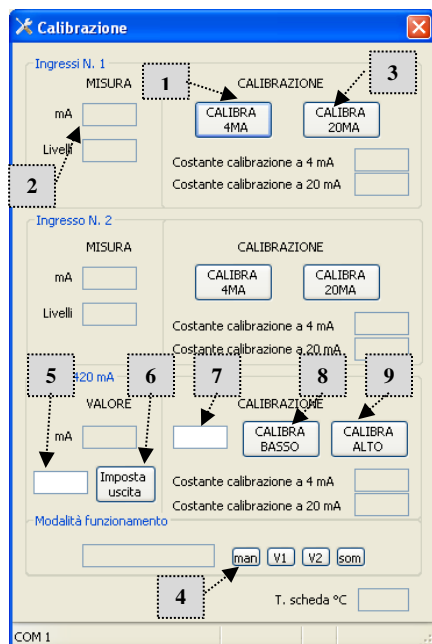 Calibrazione
Ingressi N. 1
MISURA
CALIBRAZIONE
1
3
mA
CALIBRA 4MA
CALIBRA 20MA
2
Livelli
Costante calibrazione a 4 mA
Costante calibrazione a 20 mA
Ingresso N. 2
MISURA
CALIBRAZIONE
mA
CALIBRA 4MA
CALIBRA 20MA
Livelli
Costante calibrazione a 4 mA
Costante calibrazione a 20 mA
5
420 mA
6
7
8
9
VALORE
CALIBRAZIONE
mA
CALIBRA BASSO
CALIBRA ALTO
Imposta uscita
Costante calibrazione a 4 mA
Costante calibrazione a 20 mA
Modalità funzionamento
man
V1
V2
som
4
T. scheda °C
COM 1